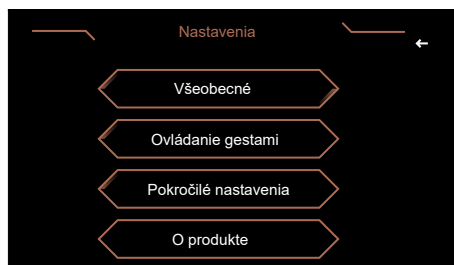 Nastavenia
Všeobecné
Ovládanie gestami
Pokročilé nastavenia
O produkte